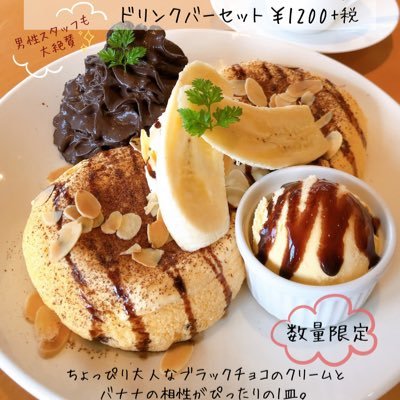 ドリンクバーセット ¥1200+税
男性スタッフも
大絶賛
数量限定
ちょっぴり大人なブラックチョコのクリームと
バナナの相性がぴったりの1皿。